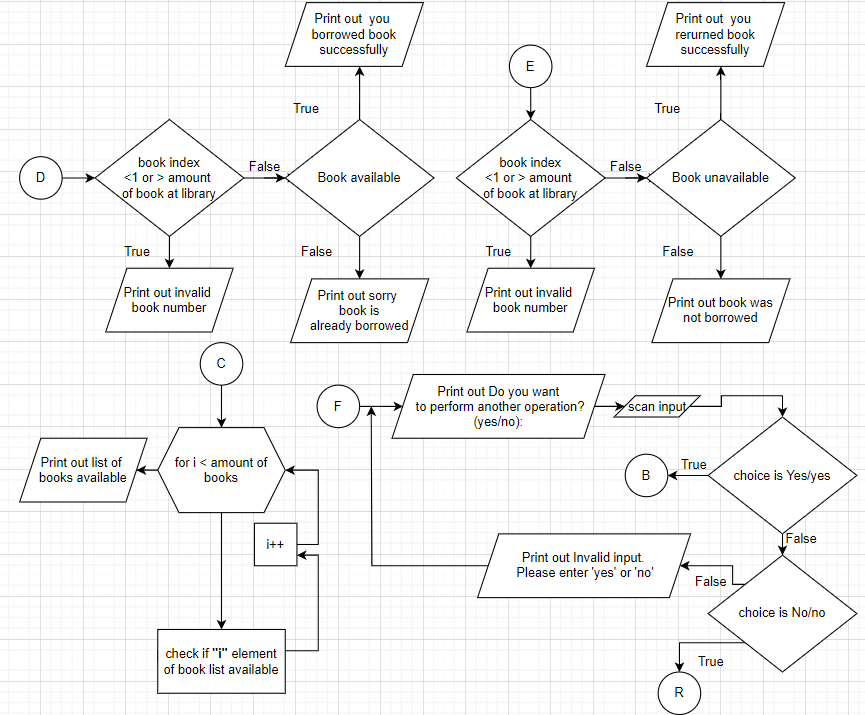 Print out  you
borrowed book
successfully
Print out  you
rerurned book
successfully
E
True
True
D
book index
<1 or > amount
of book at library
False
Book available
book index
<1 or > amount
of book at library
False
Book unavailable
True
False
True
False
Print out invalid
book number
Print out sorry
book is
already borrowed
Print out invalid
book number
Print out book was
not borrowed
C
F
Print out Do you want
to perform another operation?
(yes/no):
scan input
Print out list of
books available
for i < amount of
books
B
True
choice is Yes/yes
i++
False
Print out Invalid input.
Please enter 'yes' or 'no'
False
choice is No/no
check if "i" element
of book list available
True
R